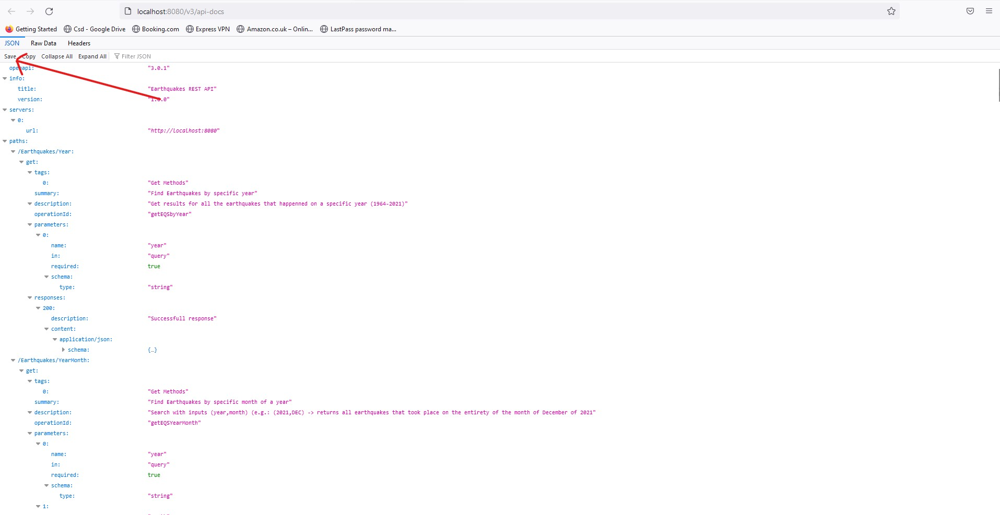 localhost:8080/v3/api-docs
Getting Started Csd - Google Drive Booking.com Express VPN Amazon.co.uk – Onlin... LastPass password ma...
JSON Raw Data Headers
Save Copy Collapse All Expand All Filter JSON
openapi: "3.0.1"
info:
title: "Earthquakes REST API"
version: "1.0.0"
servers:
0:
url: "http://localhost:8080"
paths:
/Earthquakes/Year:
get:
tags:
0: "Get Methods"
summary: "Find Earthquakes by specific year"
description: "Get results for all the earthquakes that happenned on a specific year (1964-2021)"
operationId: "getEQSbyYear"
parameters:
0:
name: "year"
in: "query"
required: true
schema:
type: "string"
responses:
200:
description: "Successfull response"
content:
application/json:
schema: {…}
/Earthquakes/YearMonth:
get:
tags:
0: "Get Methods"
summary: "Find Earthquakes by specific month of a year"
description: "Search with inputs (year,month) (e.g.: (2021,DEC) -> returns all earthquakes that took place on the entirety of the month of December of 2021"
operationId: "getEQSYearMonth"
parameters:
0:
name: "year"
in: "query"
required: true
schema:
type: "string"
1: